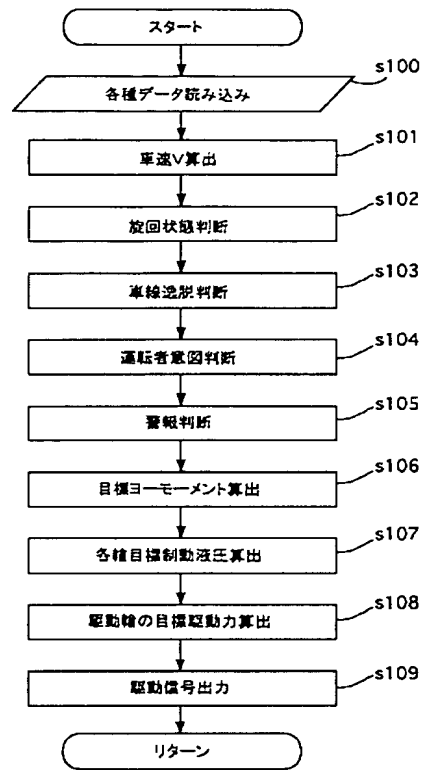 スタート
s100
各種データ読み込み
s101
車速V算出
s102
旋回状態判断
s103
車線逸脱判断
s104
運転者意図判断
s105
警報判断
s106
目標ヨーモーメント算出
s107
各輪目標制動液圧算出
s108
駆動輪の目標駆動力算出
s109
駆動信号出力
リターン